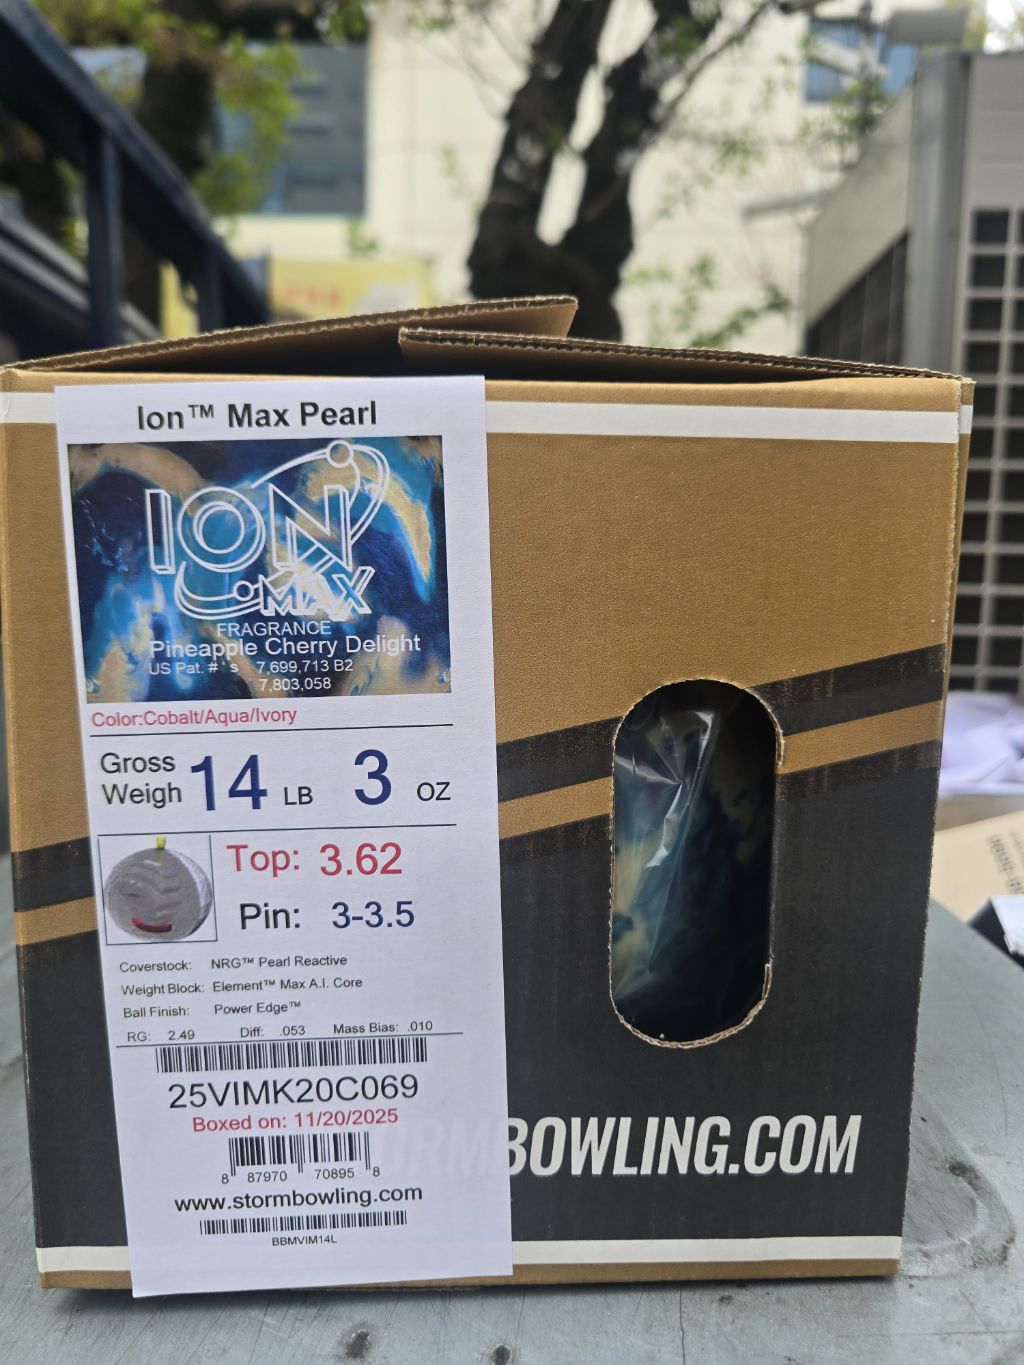 Ion™ Max Pearl
ION
MAX
FRAGRANCE
Pineapple Cherry Delight
US Pat. # ' s 7,699,713 B2
7,803,058
Color:Cobalt/Aqua/Ivory
Gross Weigh 14 LB 3 OZ
Top: 3.62
Pin: 3-3.5
Coverstock: NRG™ Pearl Reactive
Weight Block: Element™ Max A.I. Core
Ball Finish: Power Edge™
RG: 2.49 Diff: .053 Mass Bias: .010
25VIMK20C069
Boxed on: 11/20/2025
8 87970 70895 8
www.stormbowling.com
BBMVIM14L
STORMBOWLING.COM